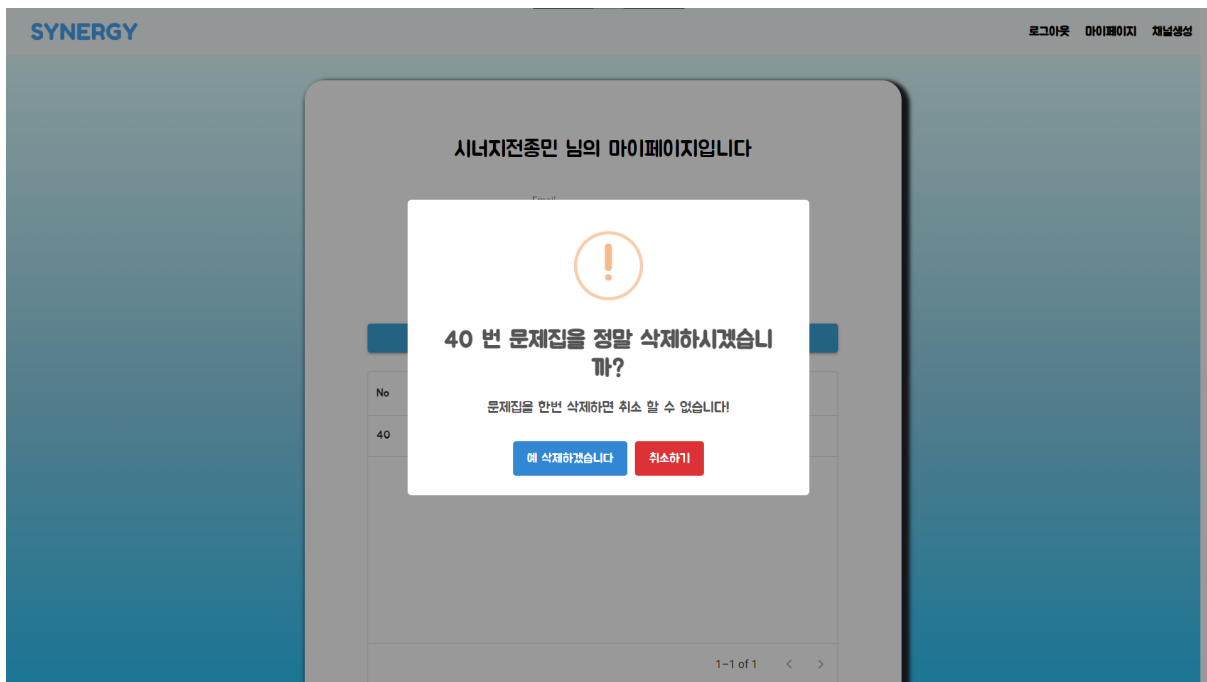 SYNERGY
로그아웃 마이페이지 채널생성
시너지전종민 님의 마이페이지입니다
Email
!
40 번 문제집을 정말 삭제하시겠습니
까?
문제집을 한번 삭제하면 취소 할 수 없습니다!
예 삭제하겠습니다 취소하기
No
40
1–1 of 1